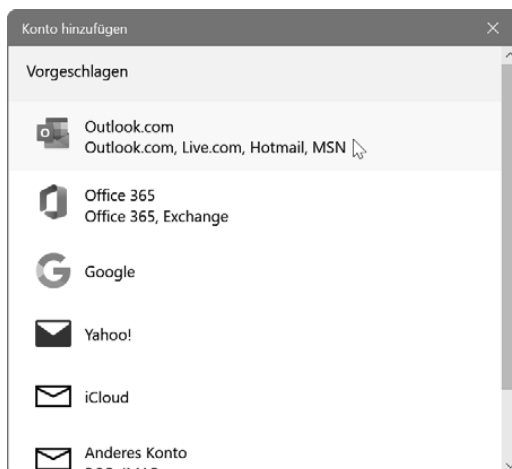 Konto hinzufügen
Vorgeschlagen
Outlook.com
Outlook.com, Live.com, Hotmail, MSN
Office 365
Office 365, Exchange
Google
Yahoo!
iCloud
Anderes Konto